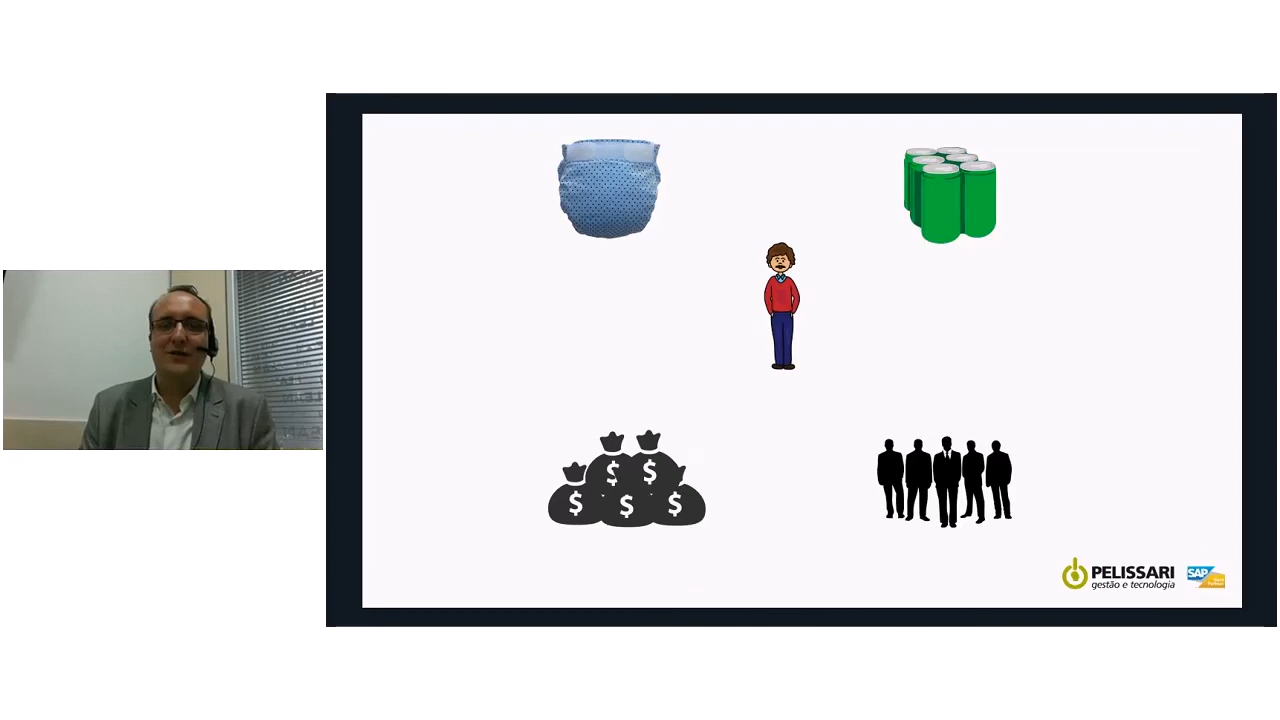 $ $
$ $ $
PELISSARI
gestão e tecnologia
SAP